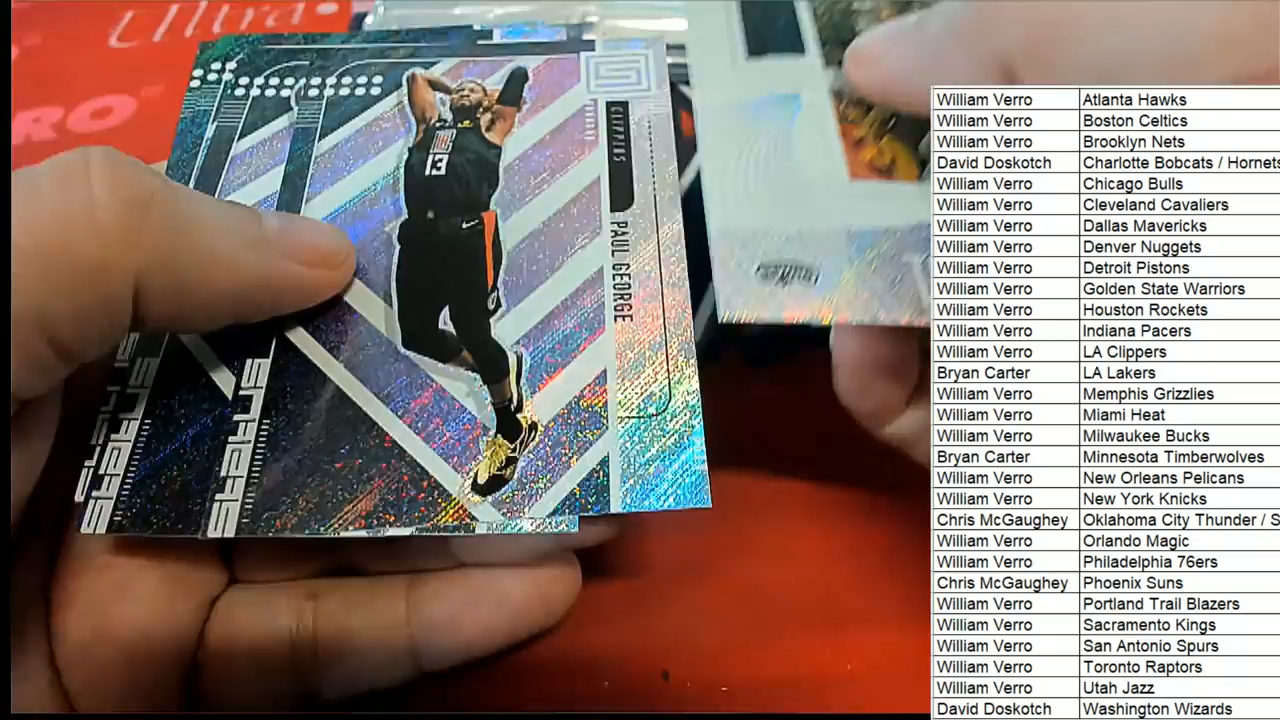 Ultra
RO
CLIPPERS
PAUL GEORGE
13
STATUS
STATUS
William Verro Atlanta Hawks
William Verro Boston Celtics
William Verro Brooklyn Nets
David Doskotch Charlotte Bobcats / Hornets
William Verro Chicago Bulls
William Verro Cleveland Cavaliers
William Verro Dallas Mavericks
William Verro Denver Nuggets
William Verro Detroit Pistons
William Verro Golden State Warriors
William Verro Houston Rockets
William Verro Indiana Pacers
William Verro LA Clippers
Bryan Carter LA Lakers
William Verro Memphis Grizzlies
William Verro Miami Heat
William Verro Milwaukee Bucks
Bryan Carter Minnesota Timberwolves
William Verro New Orleans Pelicans
William Verro New York Knicks
Chris McGaughey Oklahoma City Thunder / S
William Verro Orlando Magic
William Verro Philadelphia 76ers
Chris McGaughey Phoenix Suns
William Verro Portland Trail Blazers
William Verro Sacramento Kings
William Verro San Antonio Spurs
William Verro Toronto Raptors
William Verro Utah Jazz
David Doskotch Washington Wizards